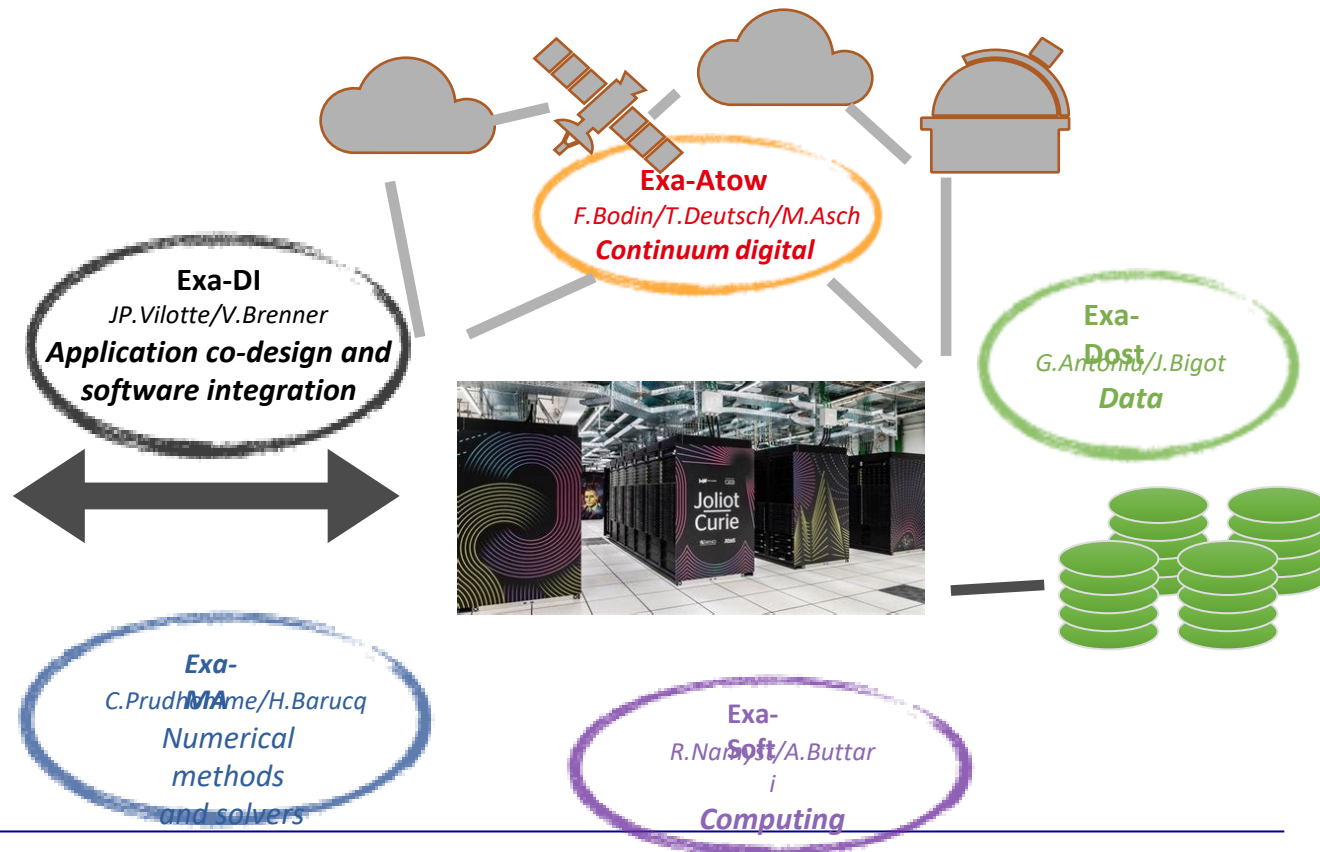 Exa-Atow
F.Bodin/T.Deutsch/M.Asch
Continuum digital
Exa-DI
JP.Vilotte/V.Brenner
Application co-design and
software integration
Exa-
Dost
G.Antoniu/J.Bigot
Data
Joliot
Curie
Exa-
MA
C.Prudhomme/H.Barucq
Numerical
methods
and solvers
Exa-
Soft
R.Namyst/A.Buttar
i
Computing